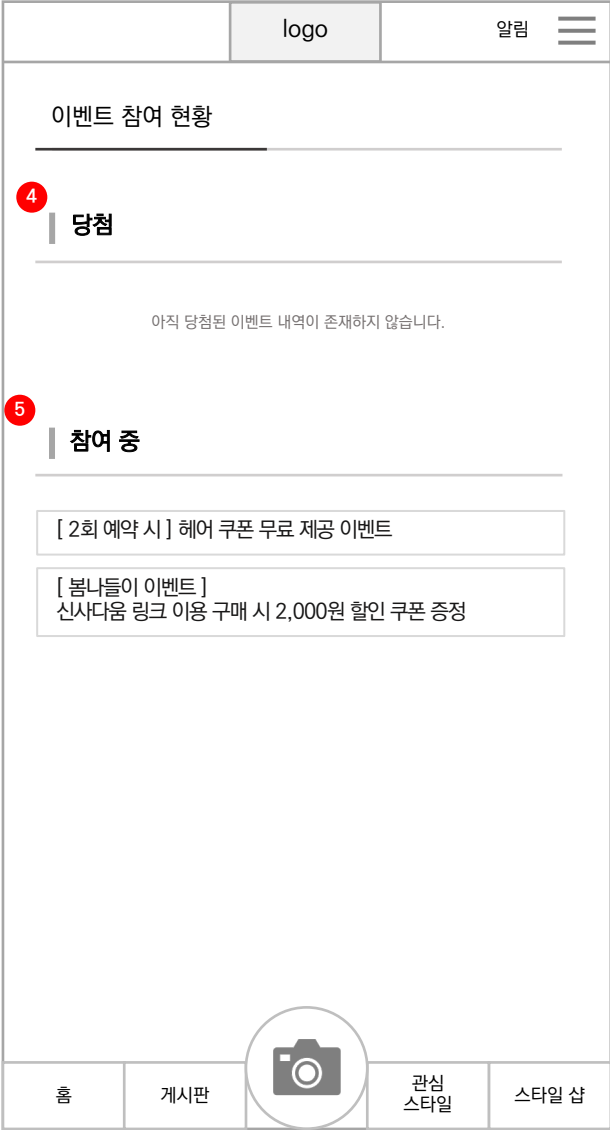 logo
알림
이벤트 참여 현황
4
당첨
아직 당첨된 이벤트 내역이 존재하지 않습니다.
5
참여 중
[ 2회 예약 시 ] 헤어 쿠폰 무료 제공 이벤트
[ 봄나들이 이벤트 ]
신사다움 링크 이용 구매 시 2,000원 할인 쿠폰 증정
홈
게시판
관심
스타일
스타일 샵